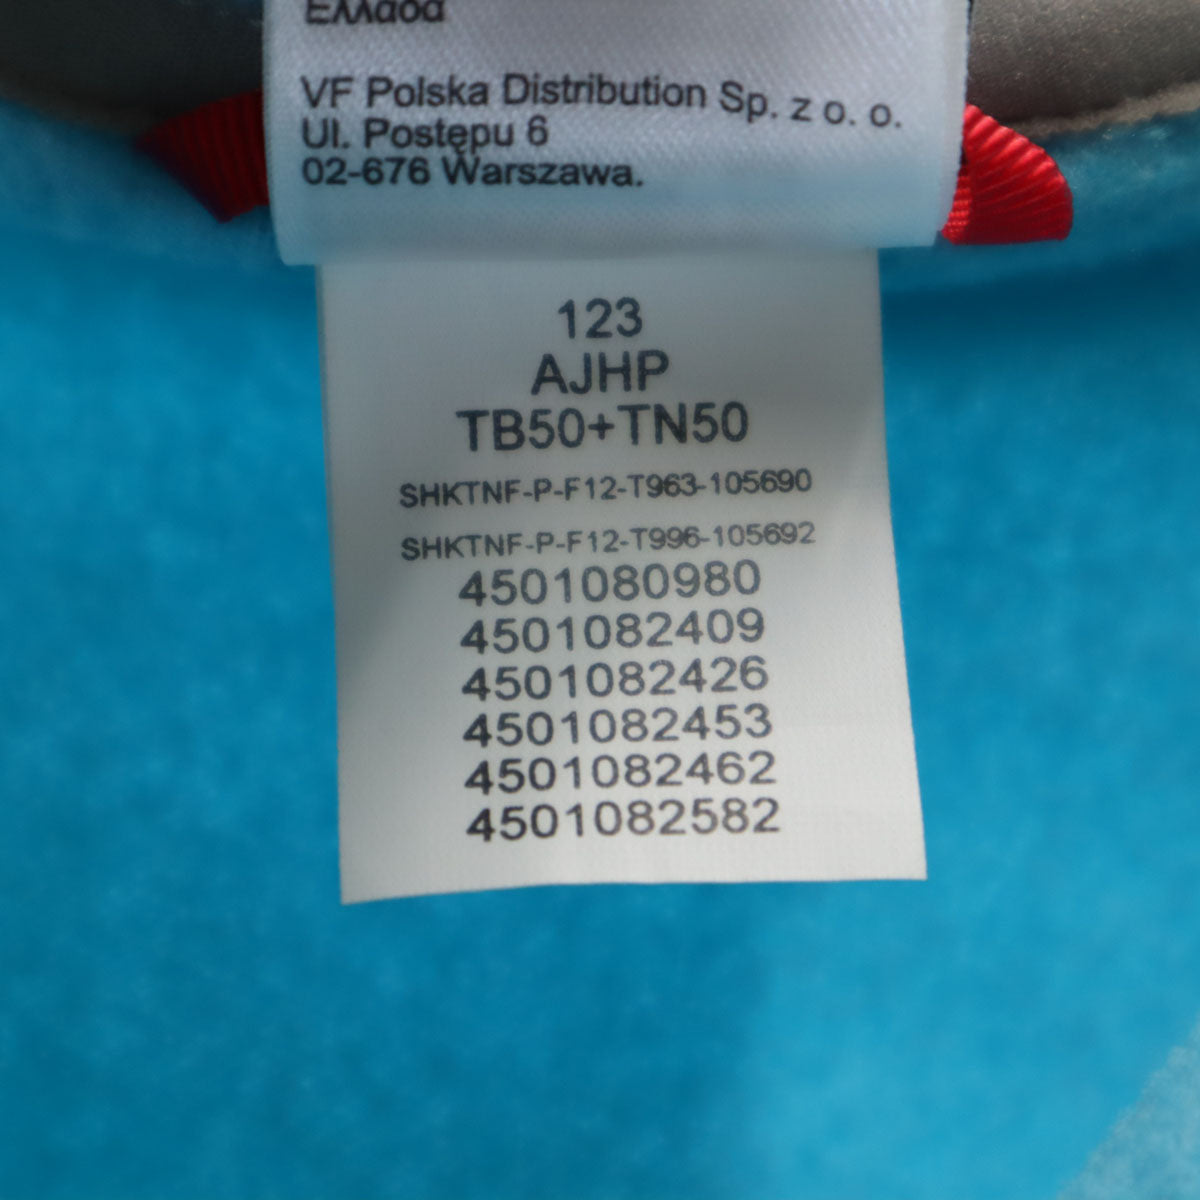 Ελλάδα
VF Polska Distribution Sp. z o. o.
Ul. Postępu 6
02-676 Warszawa.
123
AJHP
TB50+TN50
SHKTNF-P-F12-T963-105690
SHKTNF-P-F12-T996-105692
4501080980
4501082409
4501082426
4501082453
4501082462
4501082582